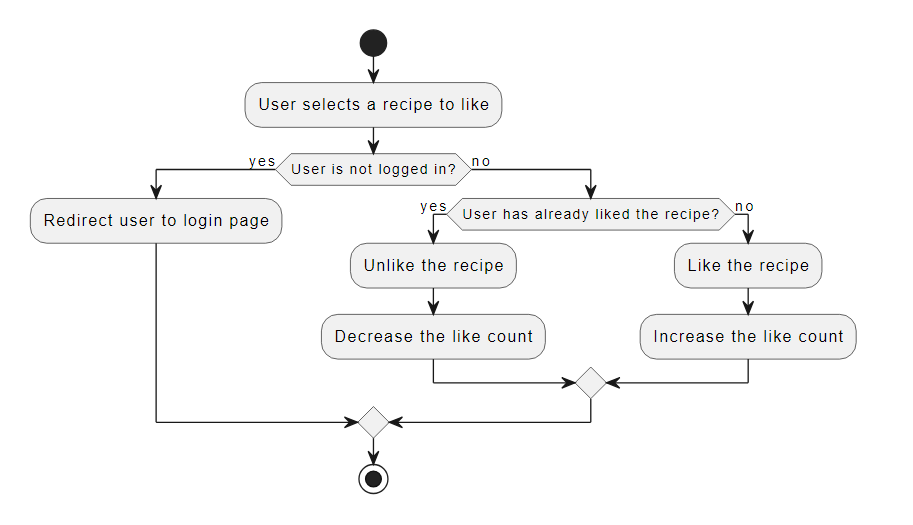 User selects a recipe to like
yes
User is not logged in?
no
Redirect user to login page
yes
User has already liked the recipe?
no
Unlike the recipe
Like the recipe
Decrease the like count
Increase the like count